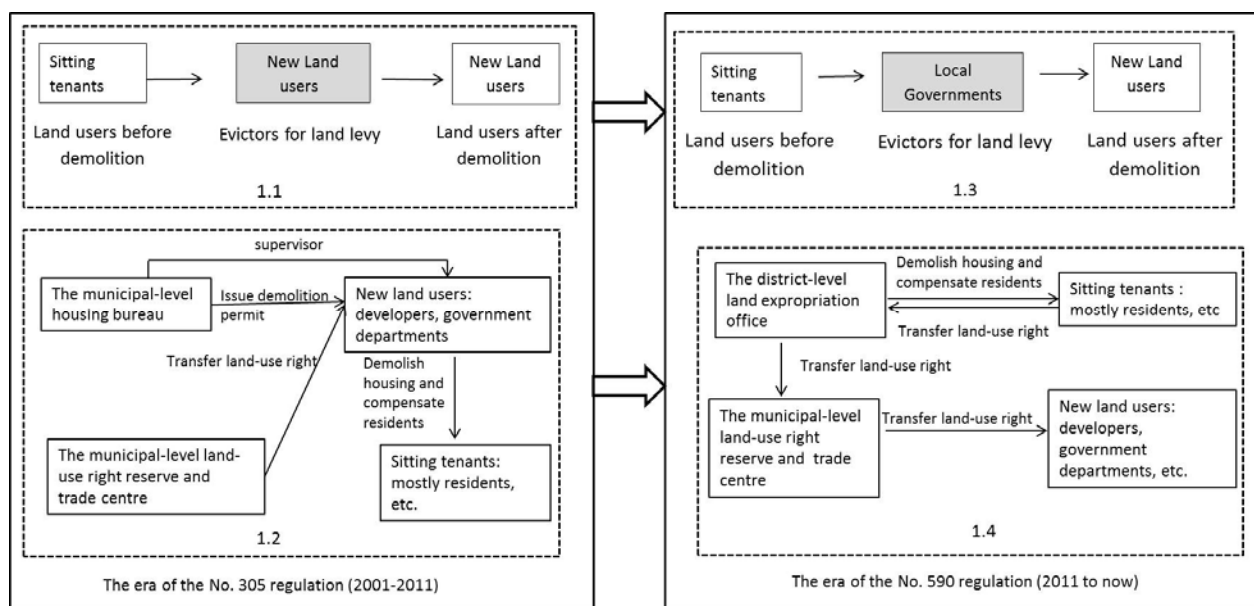 Sitting
tenants
New Land
users
New Land
users
Land users before
demolition
Evictors for land levy
Land users after
demolition
1.1
supervisor
The municipal-level
housing bureau
Issue demolition
permit
New land users:
developers, government
departments
Transfer land-use right
Demolish
housing and
compensate
residents
The municipal-level land-
use right reserve and
trade centre
Sitting tenants:
mostly residents,
etc.
1.2
The era of the No. 305 regulation (2001-2011)
Sitting
tenants
Local
Governments
New Land
users
Land users before
demolition
Evictors for land levy
Land users after
demolition
1.3
The district-level
land expropriation
office
Demolish housing and
compensate residents
Sitting tenants :
mostly residents, etc
Transfer land-use right
Transfer land-use right
The municipal-level
land-use right
reserve and trade
centre
Transfer land-use right
New land users:
developers,
government
departments, etc.
1.4
The era of the No. 590 regulation (2011 to now)